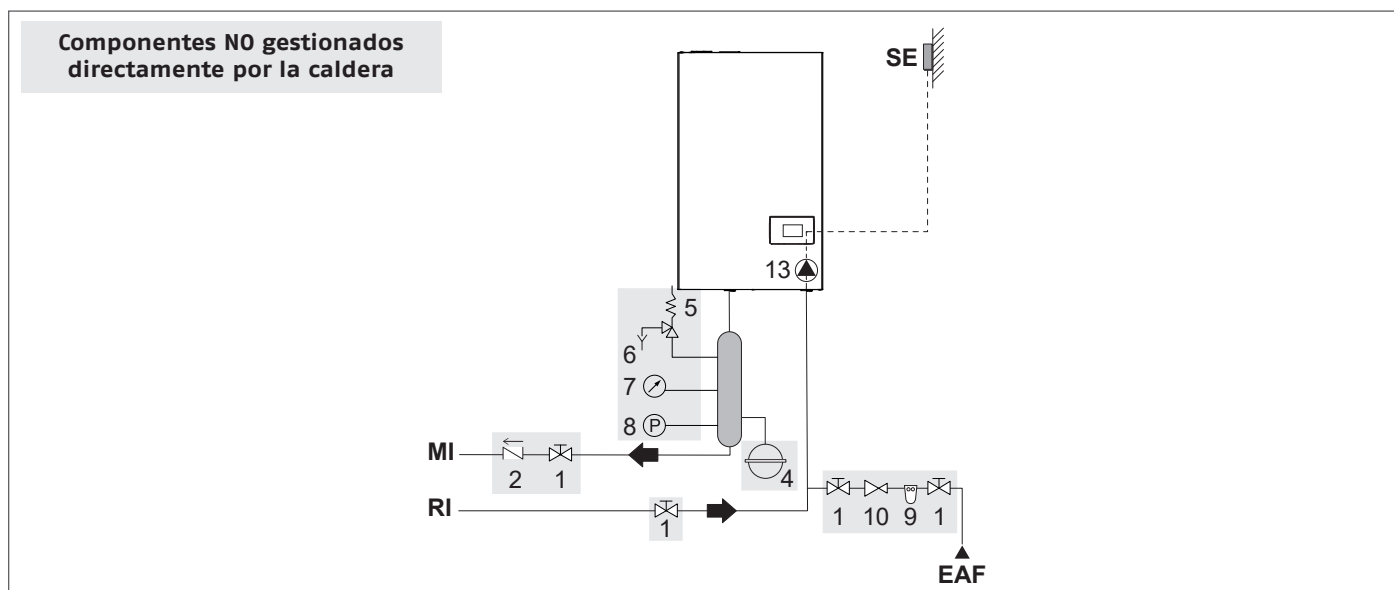 Componentes NO gestionados
directamente por la caldera
SE
13
5
6
7
8 P
MI
2 1
4
RI
1
1 10 9 1
EAF